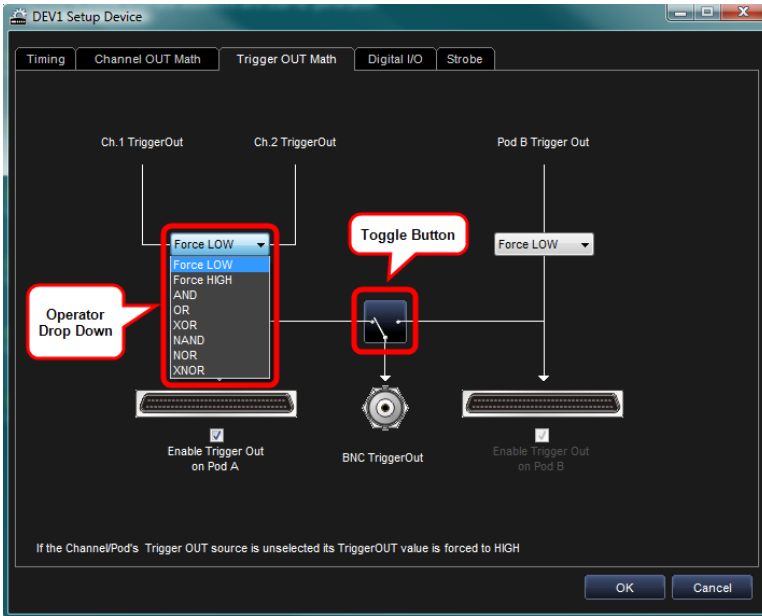 DEV1 Setup Device
Timing
Channel OUT Math
Trigger OUT Math
Digital I/O
Strobe
Ch.1 TriggerOut
Ch.2 TriggerOut
Pod B Trigger Out
Toggle Button
Force LOW
Force LOW
Force LOW
Force HIGH
AND
OR
XOR
NAND
NOR
XNOR
Operator
Drop Down
Enable Trigger Out
on Pod A
BNC TriggerOut
Enable Trigger Out
on Pod B
If the Channel/Pod's Trigger OUT source is unselected its TriggerOUT value is forced to HIGH
OK
Cancel